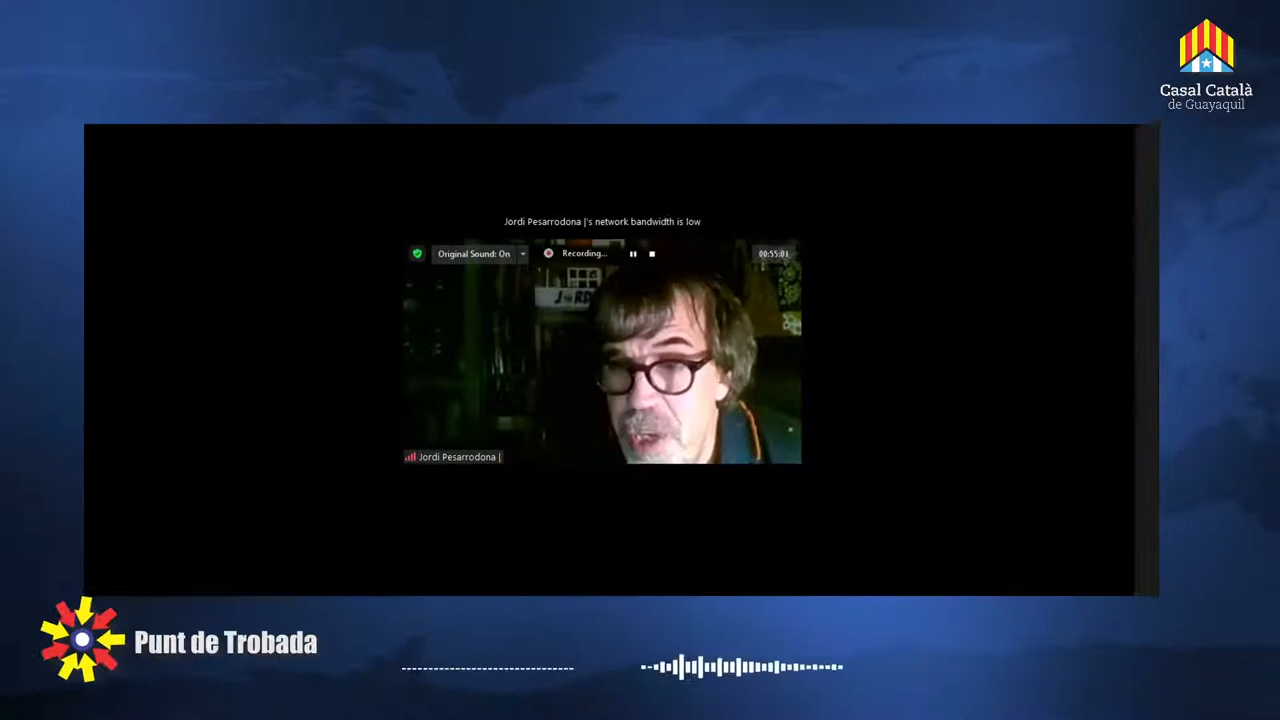 Casal Català
de Guayaquil
Jordi Pesarrodona |'s network bandwidth is low
Original Sound: On
Recording...
00:55:01
Jordi Pesarrodona |
Punt de Trobada